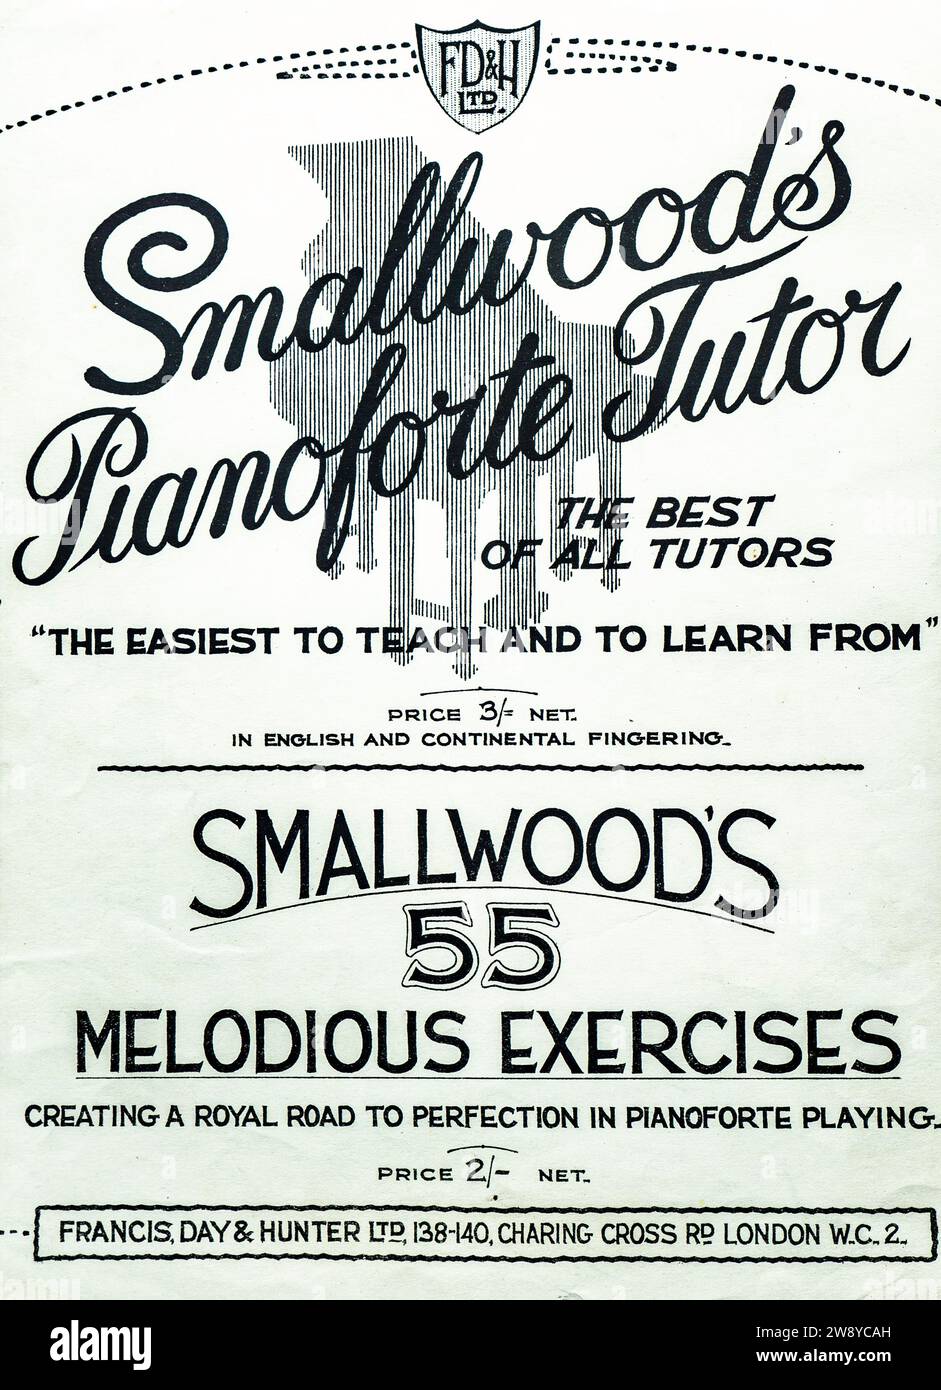 FD&H
LTD.
Smallwood's
Pianoforte Tutor
THE BEST
OF ALL TUTORS
"THE EASIEST TO TEACH AND TO LEARN FROM"
PRICE 3/= NET.
IN ENGLISH AND CONTINENTAL FINGERING.
SMALLWOOD'S
55
MELODIOUS EXERCISES
CREATING A ROYAL ROAD TO PERFECTION IN PIANOFORTE PLAYING.
PRICE 2/- NET.
FRANCIS, DAY & HUNTER LTD, 138-140, CHARING CROSS RD LONDON W.C. 2.
alamy
Image ID: 2W8YCAH
www.alamy.com